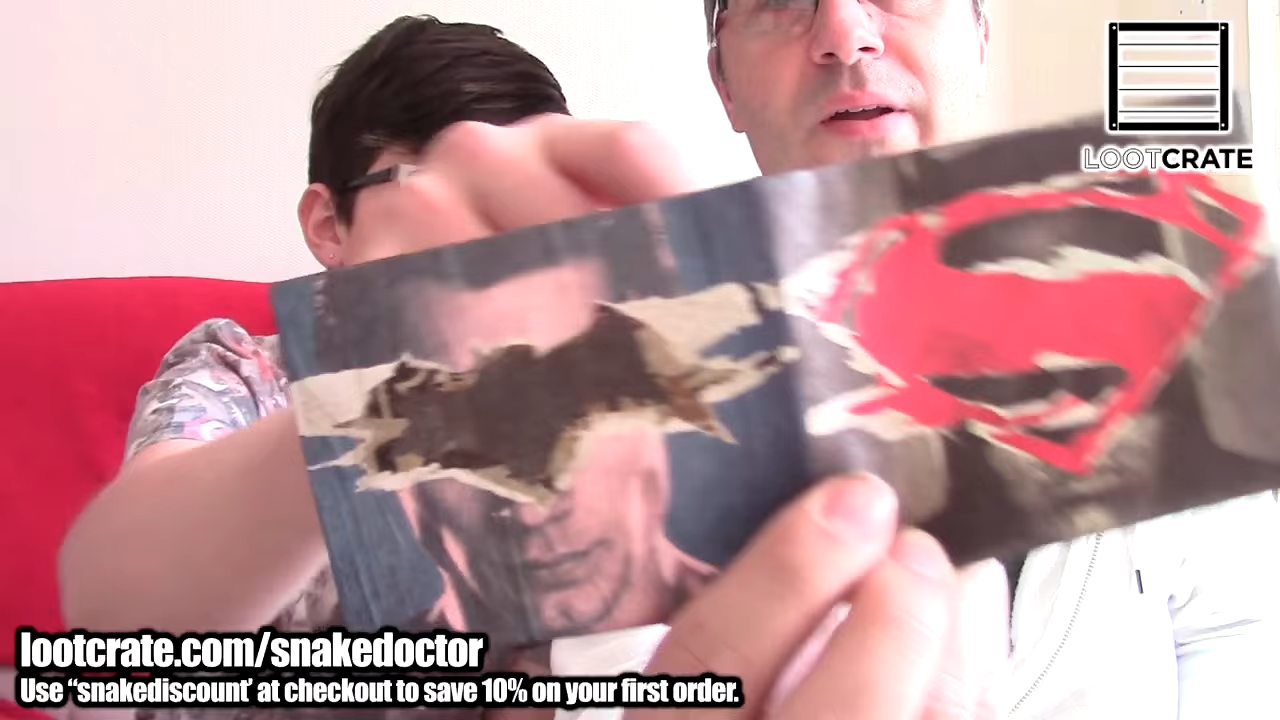 LOOTCRATE
lootcrate.com/snakedoctor
Use “snakediscount’ at checkout to save 10% on your first order.